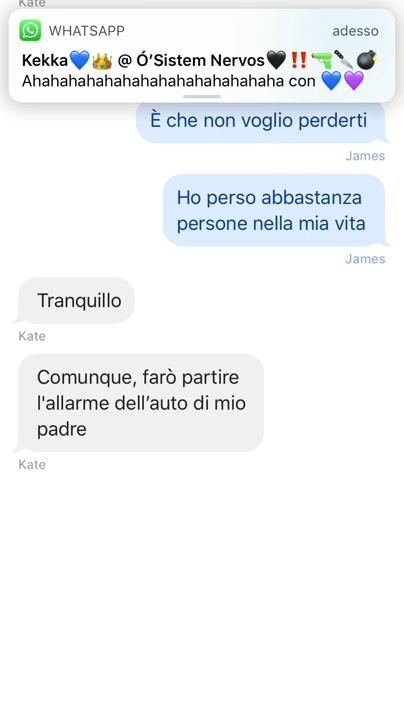 Kate
WHATSAPP
adesso
Kekka💙👑 @ Ó’Sistem Nervos🖤‼️🔫🔪💣
Ahahahahahahahahahahahahahaha con 💙💜
È che non voglio perderti
James
Ho perso abbastanza
persone nella mia vita
James
Tranquillo
Kate
Comunque, farò partire
l'allarme dell’auto di mio
padre
Kate